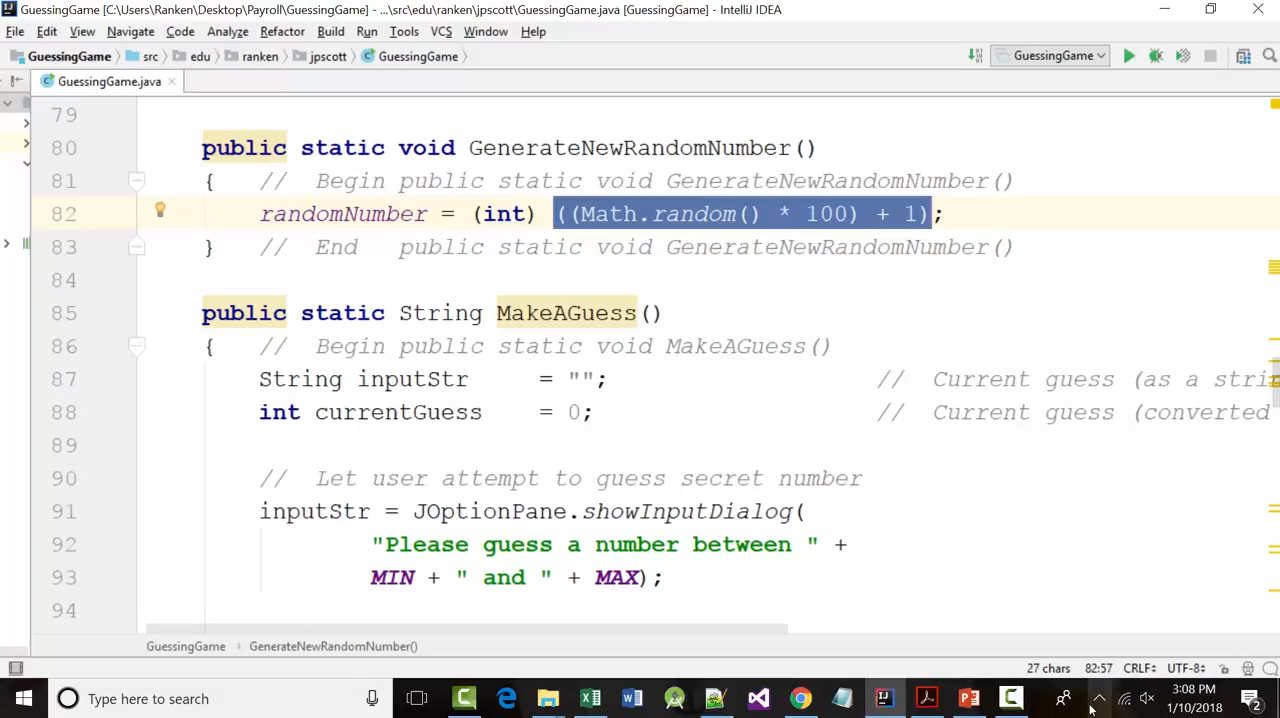 GuessingGame [C:\Users\Ranken\Desktop\Payroll\GuessingGame] - ...\src\edu\ranken\jpscott\GuessingGame.java [GuessingGame] - IntelliJ IDEA
File Edit View Navigate Code Analyze Refactor Build Run Tools VCS Window Help
GuessingGame src edu ranken jpscott GuessingGame GuessingGame
GuessingGame.java
79
80 public static void GenerateNewRandomNumber()
81 { // Begin public static void GenerateNewRandomNumber()
82 randomNumber = (int) ((Math.random() * 100) + 1);
83 } // End public static void GenerateNewRandomNumber()
84
85 public static String MakeAGuess()
86 { // Begin public static void MakeAGuess()
87 String inputStr = ""; // Current guess (as a stri
88 int currentGuess = 0; // Current guess (converted
89
90 // Let user attempt to guess secret number
91 inputStr = JOptionPane.showInputDialog(
92 "Please guess a number between " +
93 MIN + " and " + MAX);
94
GuessingGame GenerateNewRandomNumber()
27 chars 82:57 CRLF UTF-8
Type here to search
3:08 PM
1/10/2018
2